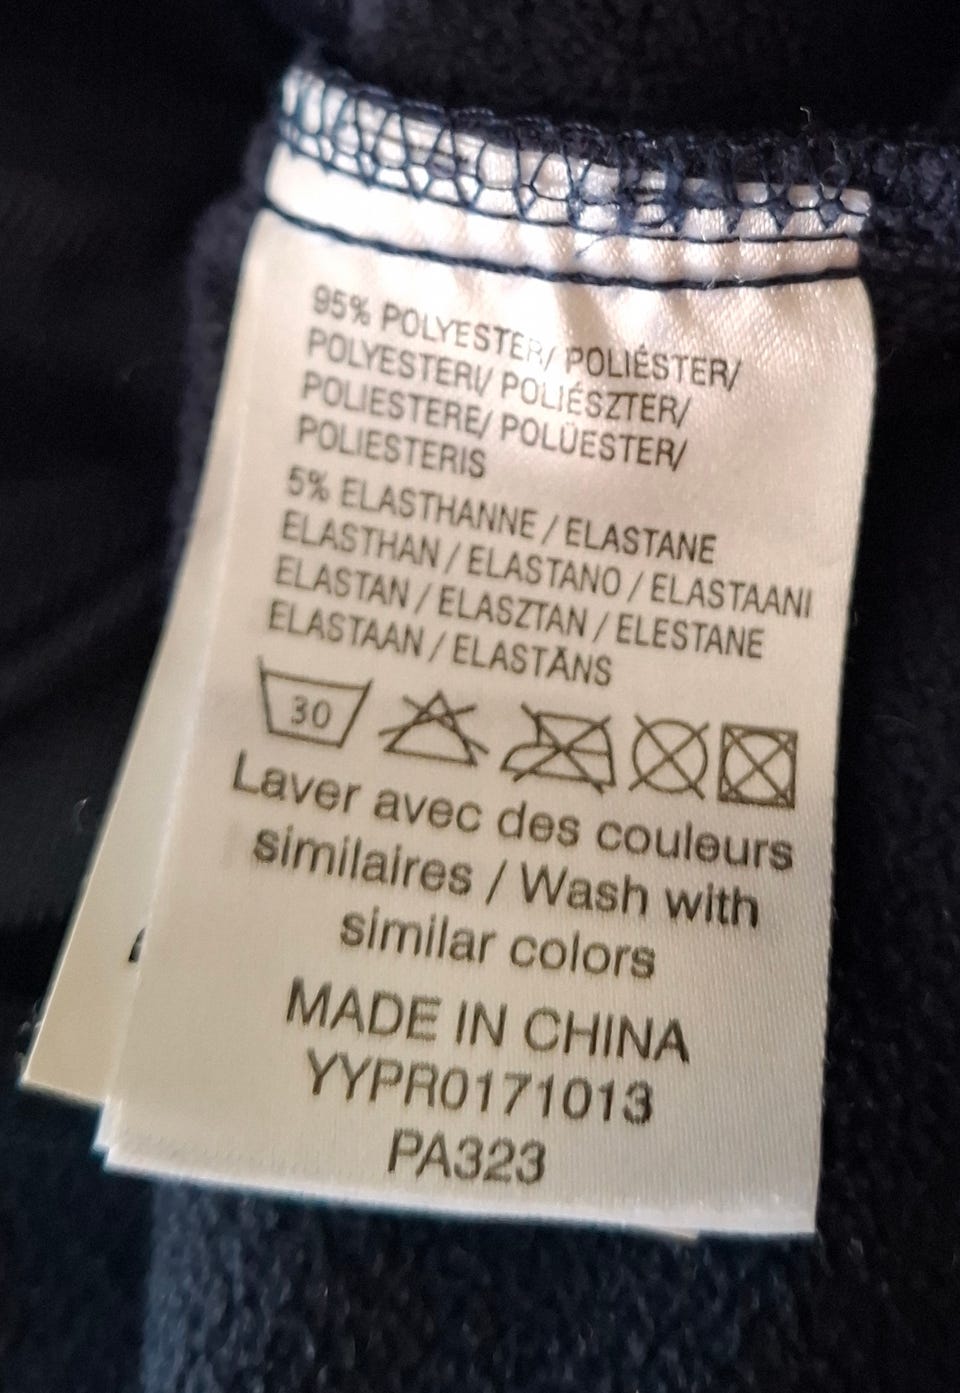 95% POLYESTER/ POLIÉSTER/
POLYESTERI/ POLIÉSZTER/
POLIESTERE/ POLÜESTER/
POLIESTERIS
5% ELASTHANNE / ELASTANE
ELASTHAN / ELASTANO / ELASTAANI
ELASTAN / ELASZTAN / ELESTANE
ELASTAAN / ELASTĀNS
30
Laver avec des couleurs
similaires / Wash with
similar colors
MADE IN CHINA
YYPR0171013
PA323